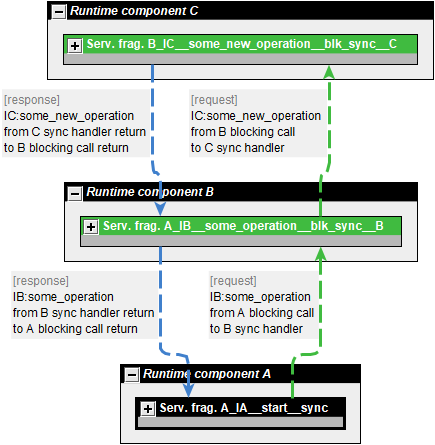 Runtime component C
Serv. frag. B_IC__some_new_operation__blk_sync__C
[response]
IC:some_new_operation
from C sync handler return
to B blocking call return
[request]
IC:some_new_operation
from B blocking call
to C sync handler
Runtime component B
Serv. frag. A_IB__some_operation__blk_sync__B
[response]
IB:some_operation
from B sync handler return
to A blocking call return
[request]
IB:some_operation
from A blocking call
to B sync handler
Runtime component A
Serv. frag. A_IA__start__sync